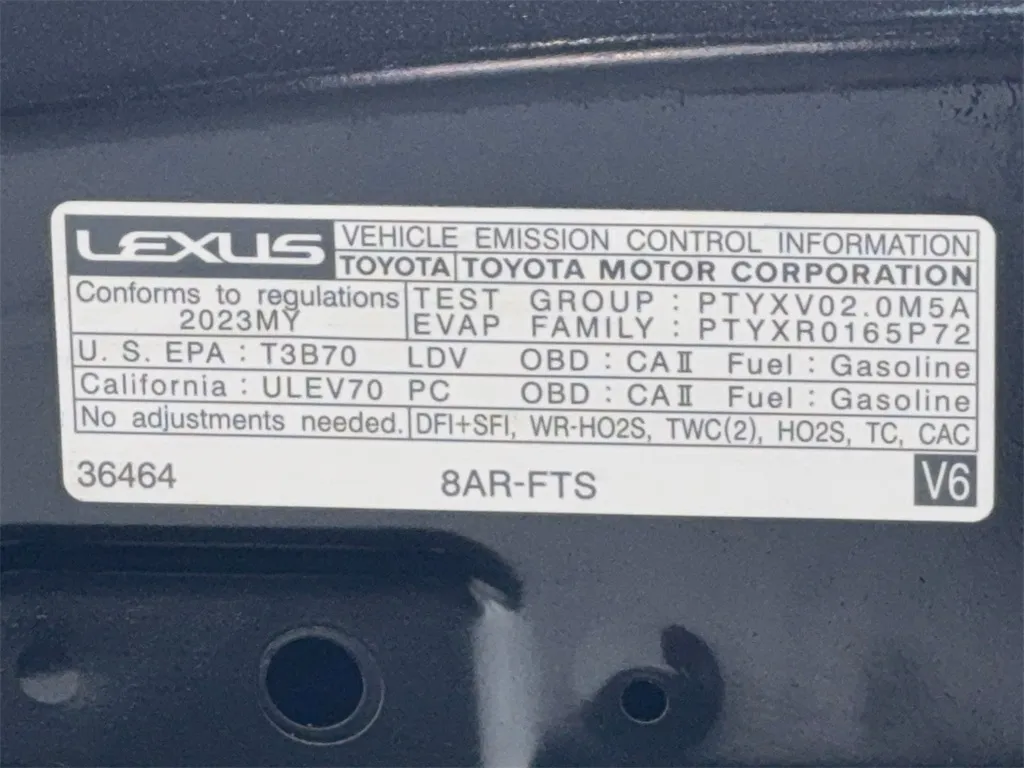 LEXUS VEHICLE EMISSION CONTROL INFORMATION
TOYOTA TOYOTA MOTOR CORPORATION
Conforms to regulations TEST GROUP : PTYXV02.0M5A
2023MY EVAP FAMILY : PTYXR0165P72
U. S. EPA : T3B70 LDV OBD : CAⅡ Fuel : Gasoline
California : ULEV70 PC OBD : CAⅡ Fuel : Gasoline
No adjustments needed. DFI+SFI, WR-HO2S, TWC(2), HO2S, TC, CAC
36464 8AR-FTS V6